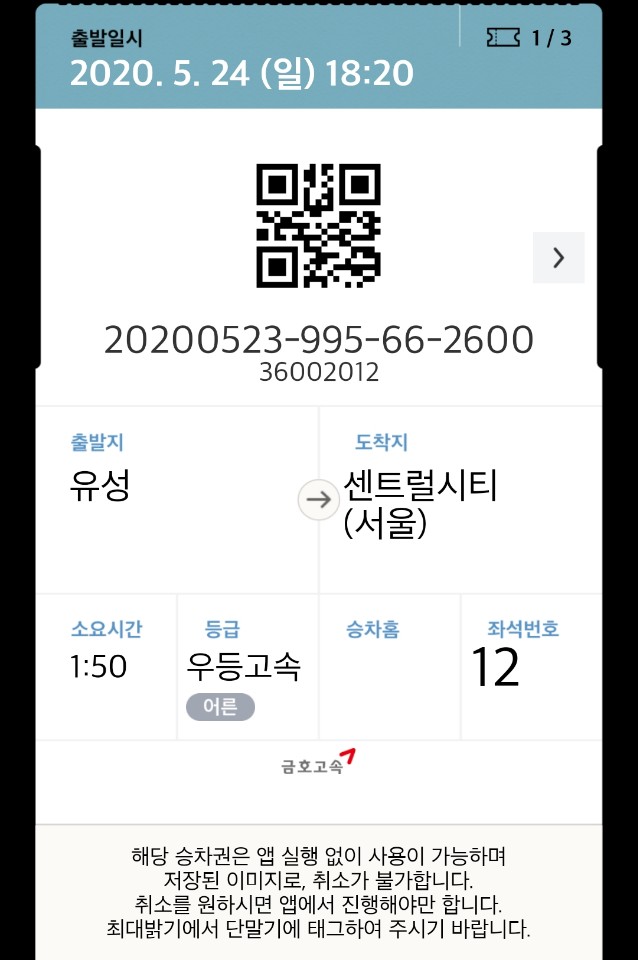 출발일시
1 / 3
2020. 5. 24 (일) 18:20
20200523-995-66-2600
36002012
출발지
유성
도착지
센트럴시티
(서울)
소요시간
1:50
등급
우등고속
어른
승차홈
좌석번호
12
금호고속
해당 승차권은 앱 실행 없이 사용이 가능하며
저장된 이미지로, 취소가 불가합니다.
취소를 원하시면 앱에서 진행해야만 합니다.
최대밝기에서 단말기에 태그하여 주시기 바랍니다.